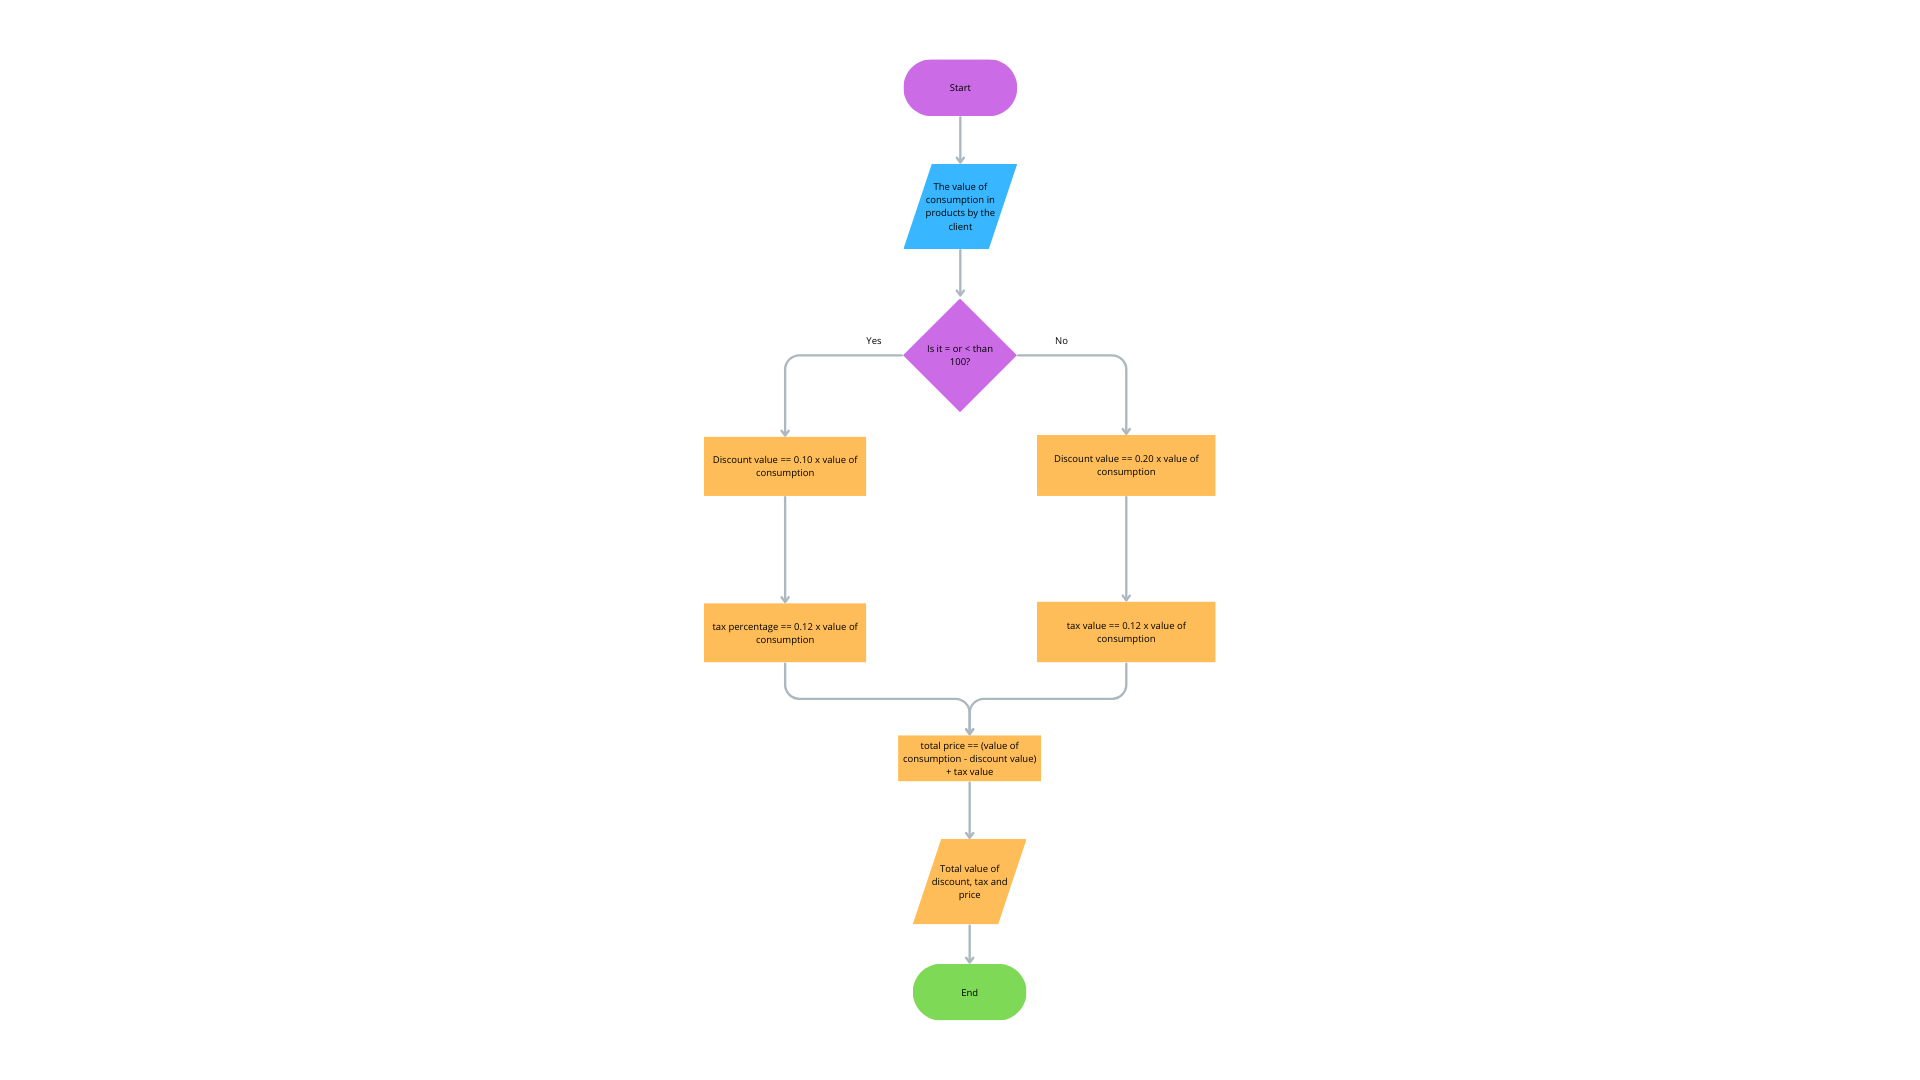 Start
The value of
consumption in
products by the
client
Is it = or < than
100?
Yes
No
Discount value == 0.10 x value of
consumption
Discount value == 0.20 x value of
consumption
tax percentage == 0.12 x value of
consumption
tax value == 0.12 x value of
consumption
total price == (value of
consumption - discount value)
+ tax value
Total value of
discount, tax and
price
End